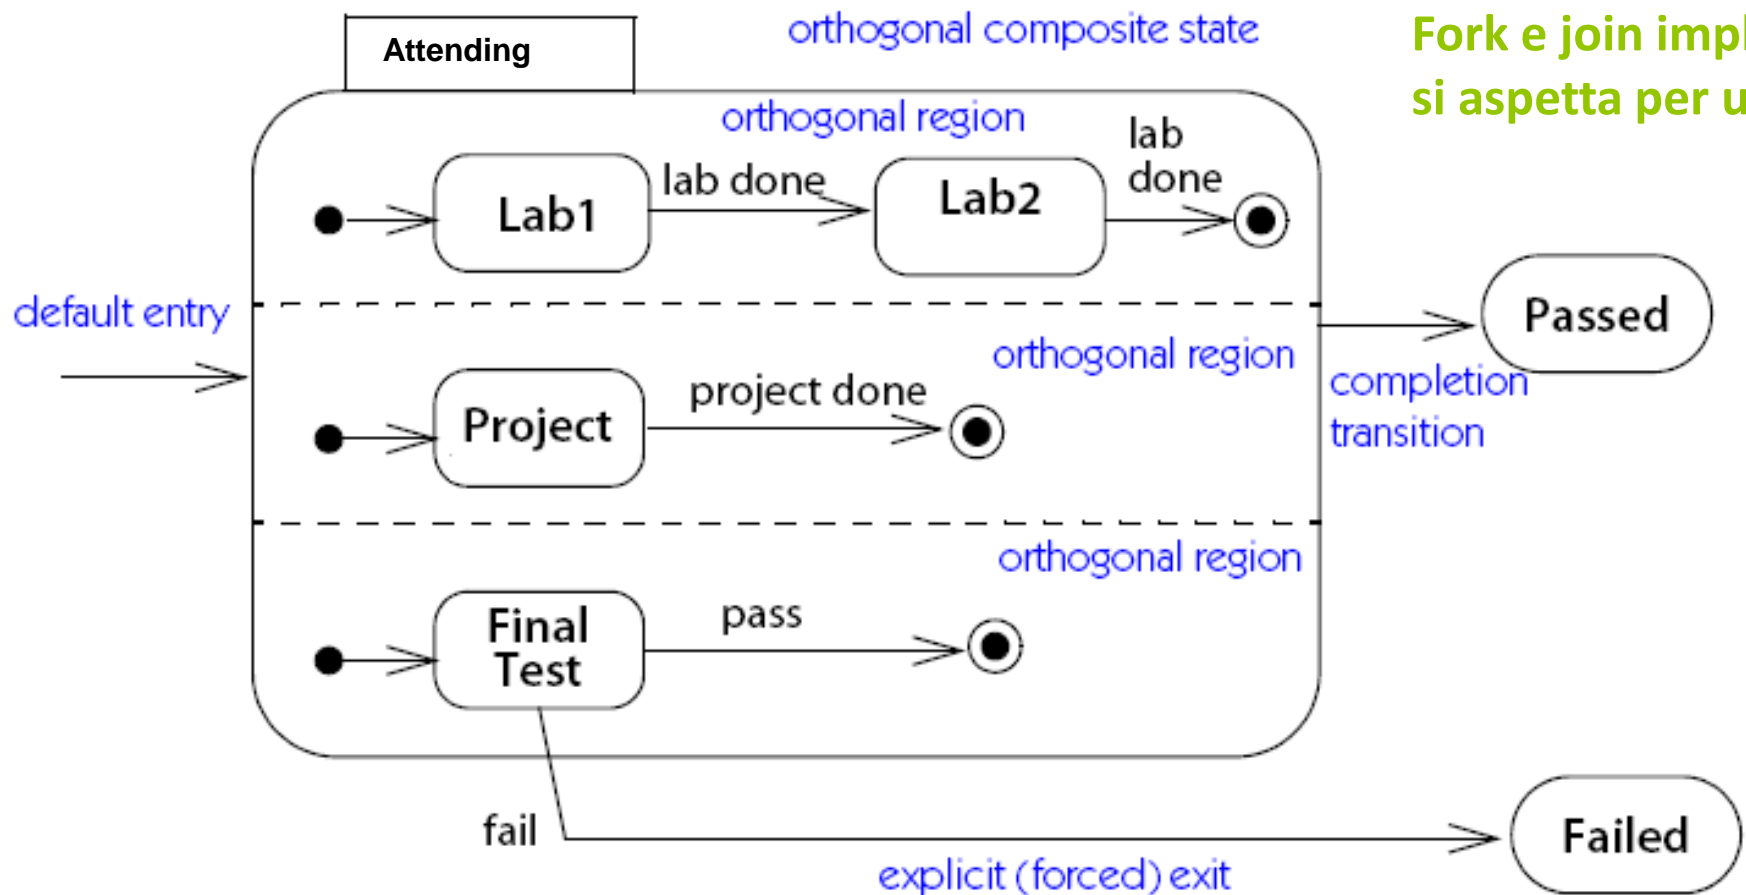 orthogonal composite state
Fork e join
si aspetta per
Attending
orthogonal region
lab
done
Lab1
lab done
Lab2
default entry
Passed
orthogonal region
completion
transition
Project
project done
orthogonal region
Final
Test
pass
fail
Failed
explicit (forced) exit